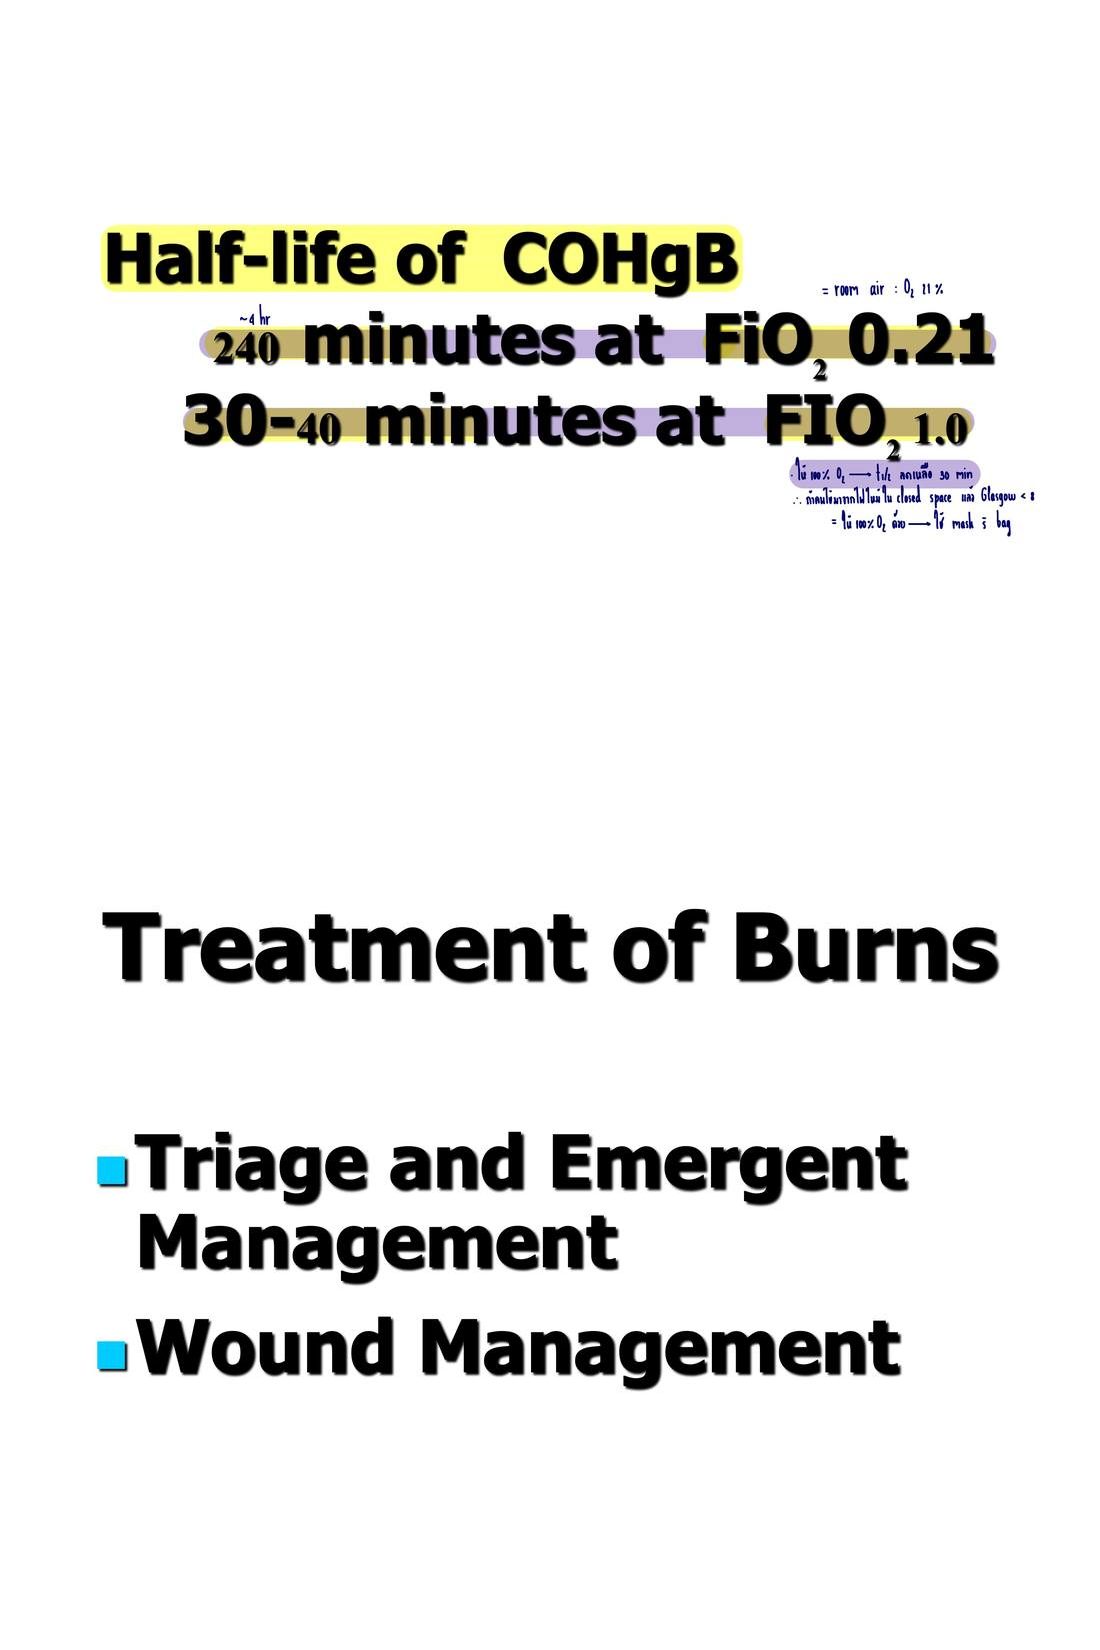 Half-life of COHgB
= room air : O₂ 21 %
~4 hr
240 minutes at FiO₂ 0.21
30-40 minutes at FIO₂ 1.0
· ให้ 100% O₂ → t₁/₂ ลดเหลือ 30 min
∴ ถ้าคนไข้มาจากไฟไหม้ใน closed space และ Glasgow < 8
= ให้ 100% O₂ ด้วย → ใช้ mask c̄ bag
Treatment of Burns
■ Triage and Emergent
Management
■ Wound Management